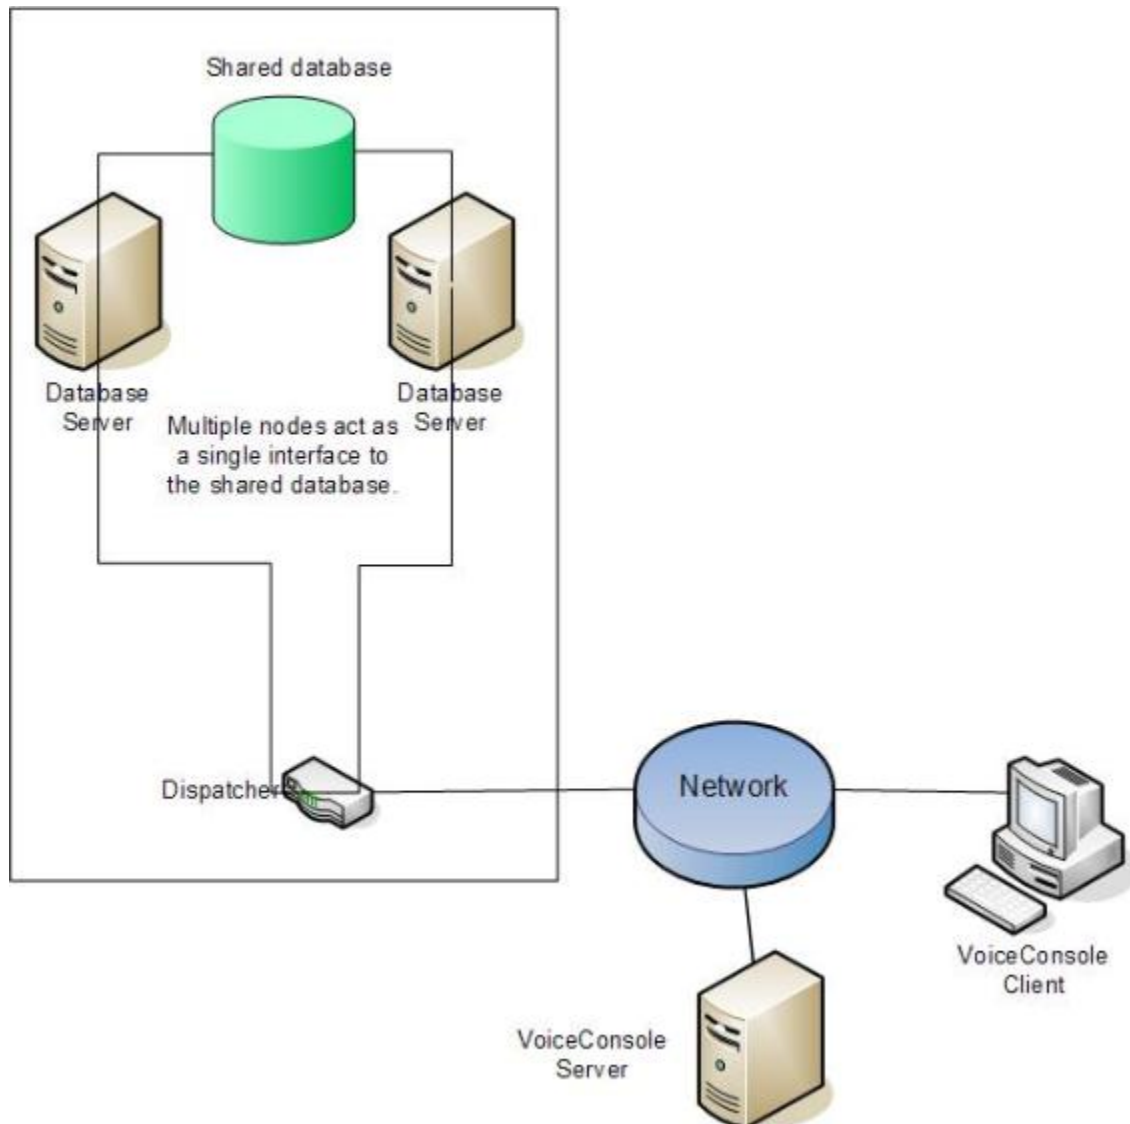 Shared database
Database
Server
Database
Server
Multiple nodes act as
a single interface to
the shared database.
Dispatcher
Network
VoiceConsole
Client
VoiceConsole
Server